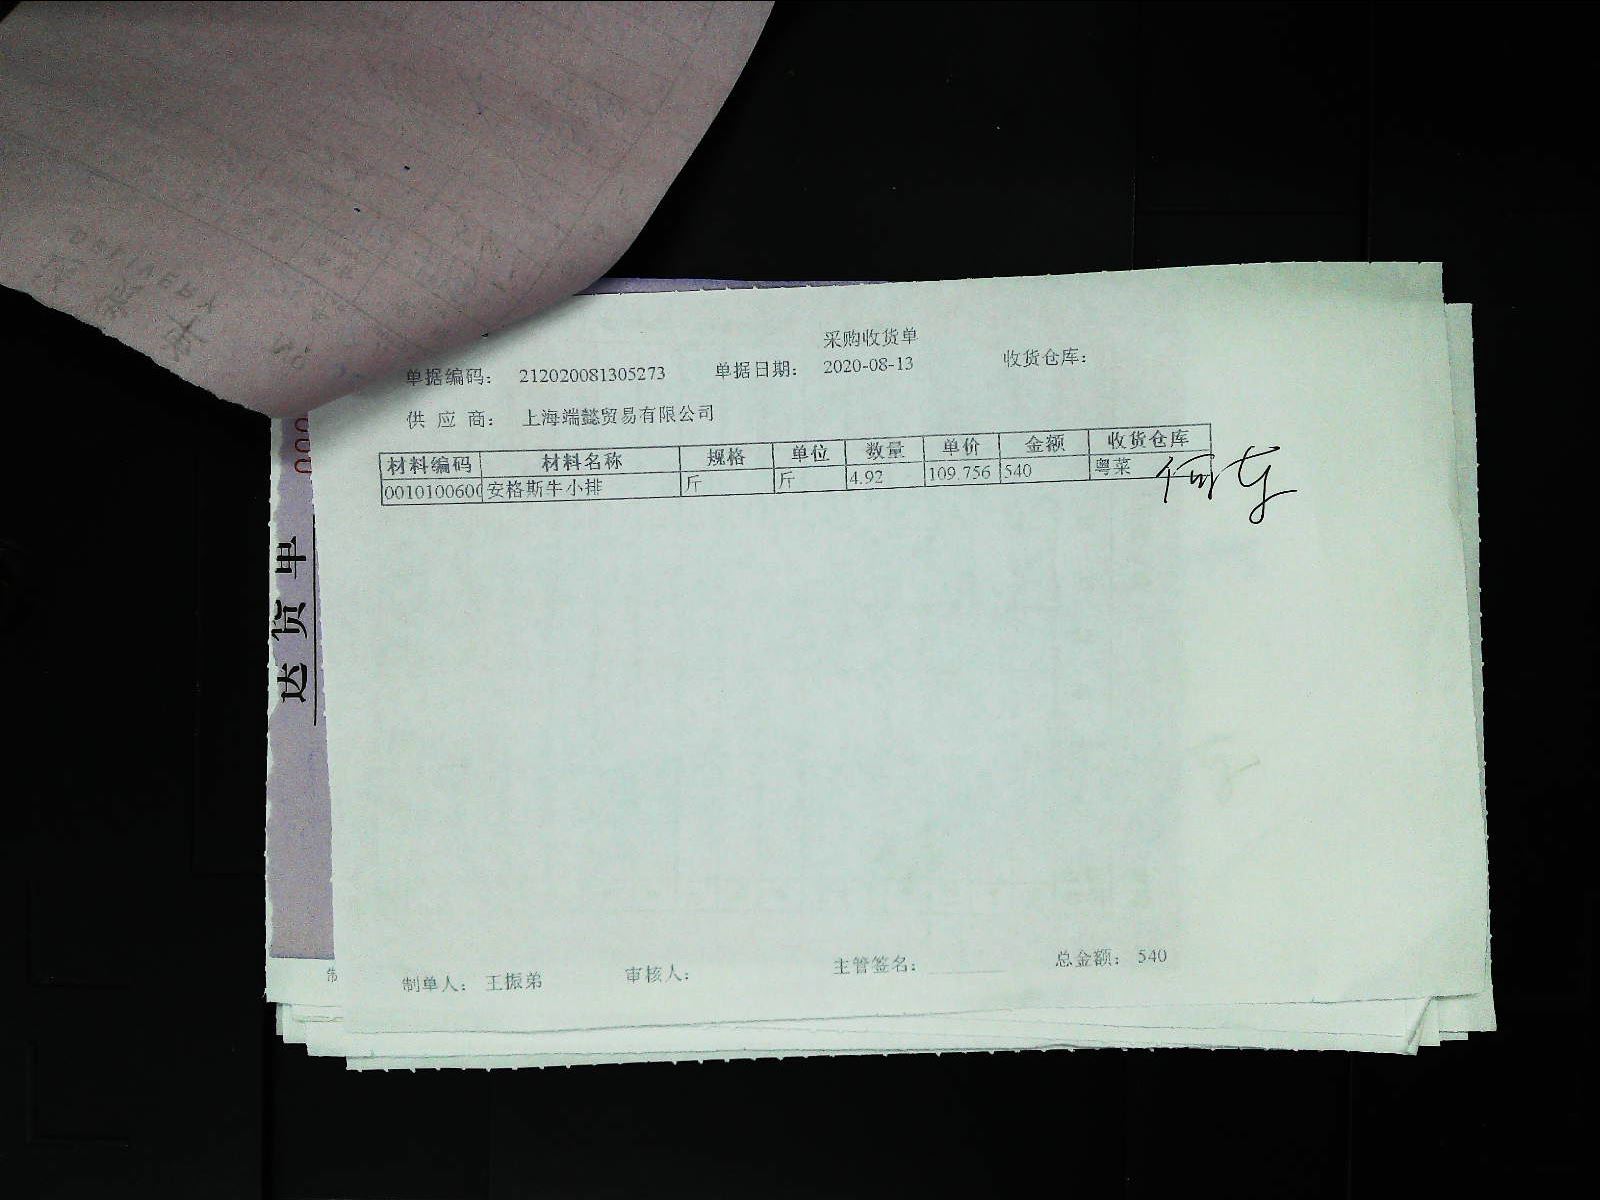 采购收货单
单据编码： 212020081305273 单据日期： 2020-08-13 收货仓库：
供 应 商： 上海端懿贸易有限公司
材料编码 材料名称 规格 单位 数量 单价 金额 收货仓库
0010100600 安格斯牛小排 斤 斤 4.92 109.756 540 粤菜
制单人： 王振弟 审核人： 主管签名： 总金额： 540
送货单
000
制